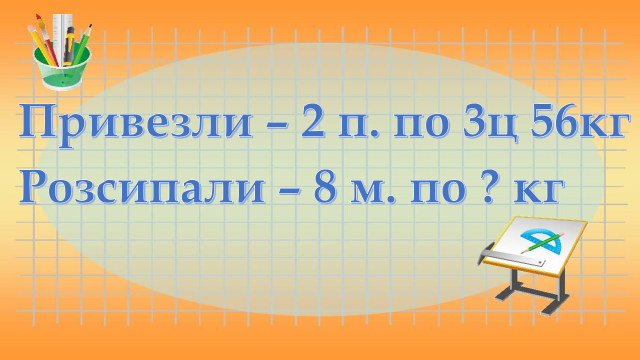 Привезли – 2 п. по 3ц 56кг
Розсипали – 8 м. по ? кг